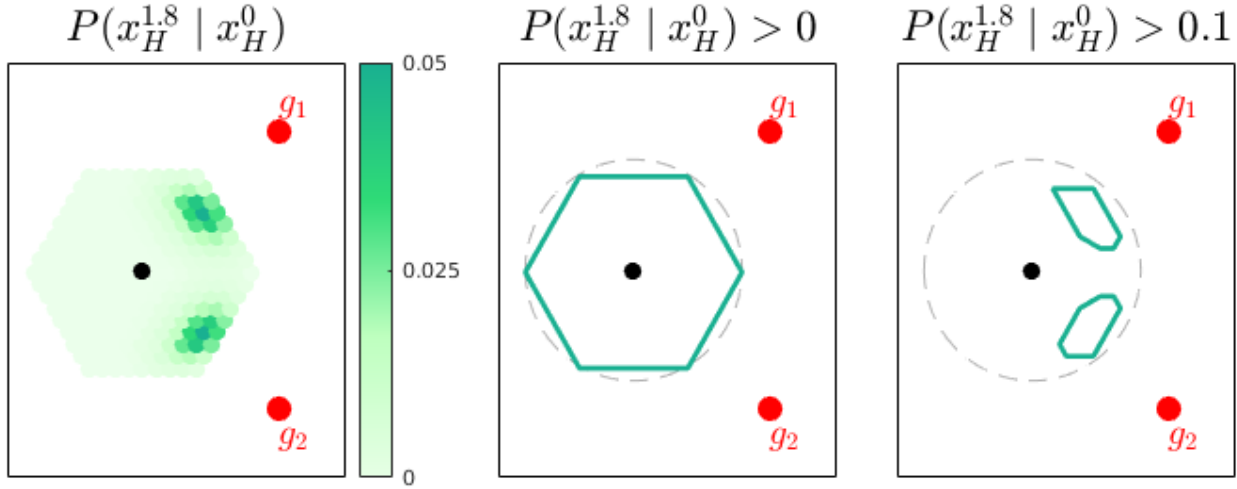 P(x_H^{1.8} | x_H^0)
P(x_H^{1.8} | x_H^0) > 0
P(x_H^{1.8} | x_H^0) > 0.1
g_1
0.05
0.025
0
g_2
g_1
g_2
g_1
g_2